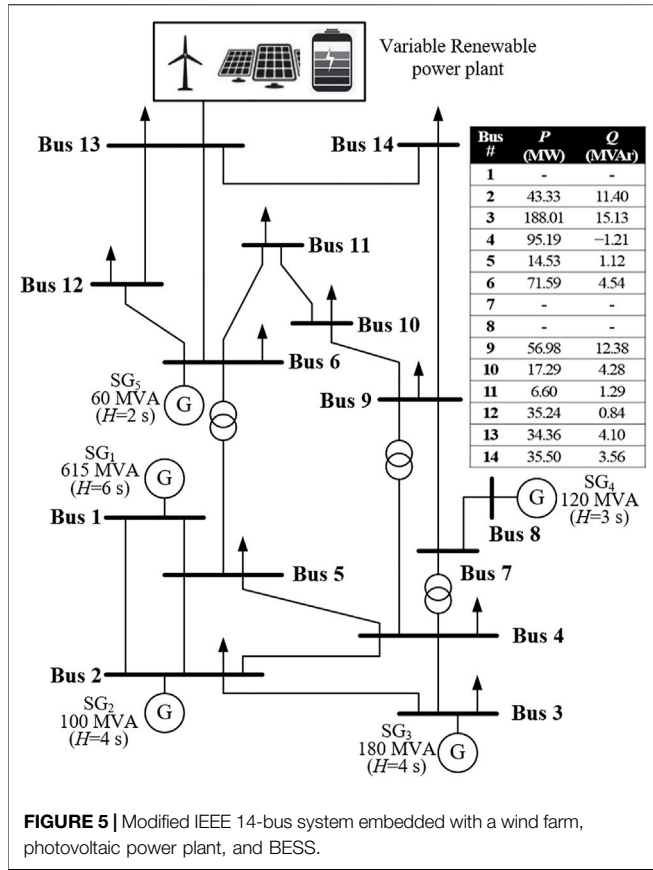 Variable Renewable
power plant
Bus 13
Bus 14
Bus 11
Bus 12
Bus 10
Bus 6
SG5
60 MVA
(H=2 s)
G
Bus 9
SG1
615 MVA
(H=6 s)
G
Bus 1
SG4
G
120 MVA
(H=3 s)
Bus 8
Bus 7
Bus 5
Bus 4
Bus 2
SG2
100 MVA
(H=4 s)
G
Bus 3
SG3
180 MVA
(H=4 s)
G
Bus # P (MW) Q (MVAr)
1 - -
2 43.33 11.40
3 188.01 15.13
4 95.19 −1.21
5 14.53 1.12
6 71.59 4.54
7 - -
8 - -
9 56.98 12.38
10 17.29 4.28
11 6.60 1.29
12 35.24 0.84
13 34.36 4.10
14 35.50 3.56
FIGURE 5 | Modified IEEE 14-bus system embedded with a wind farm,
photovoltaic power plant, and BESS.